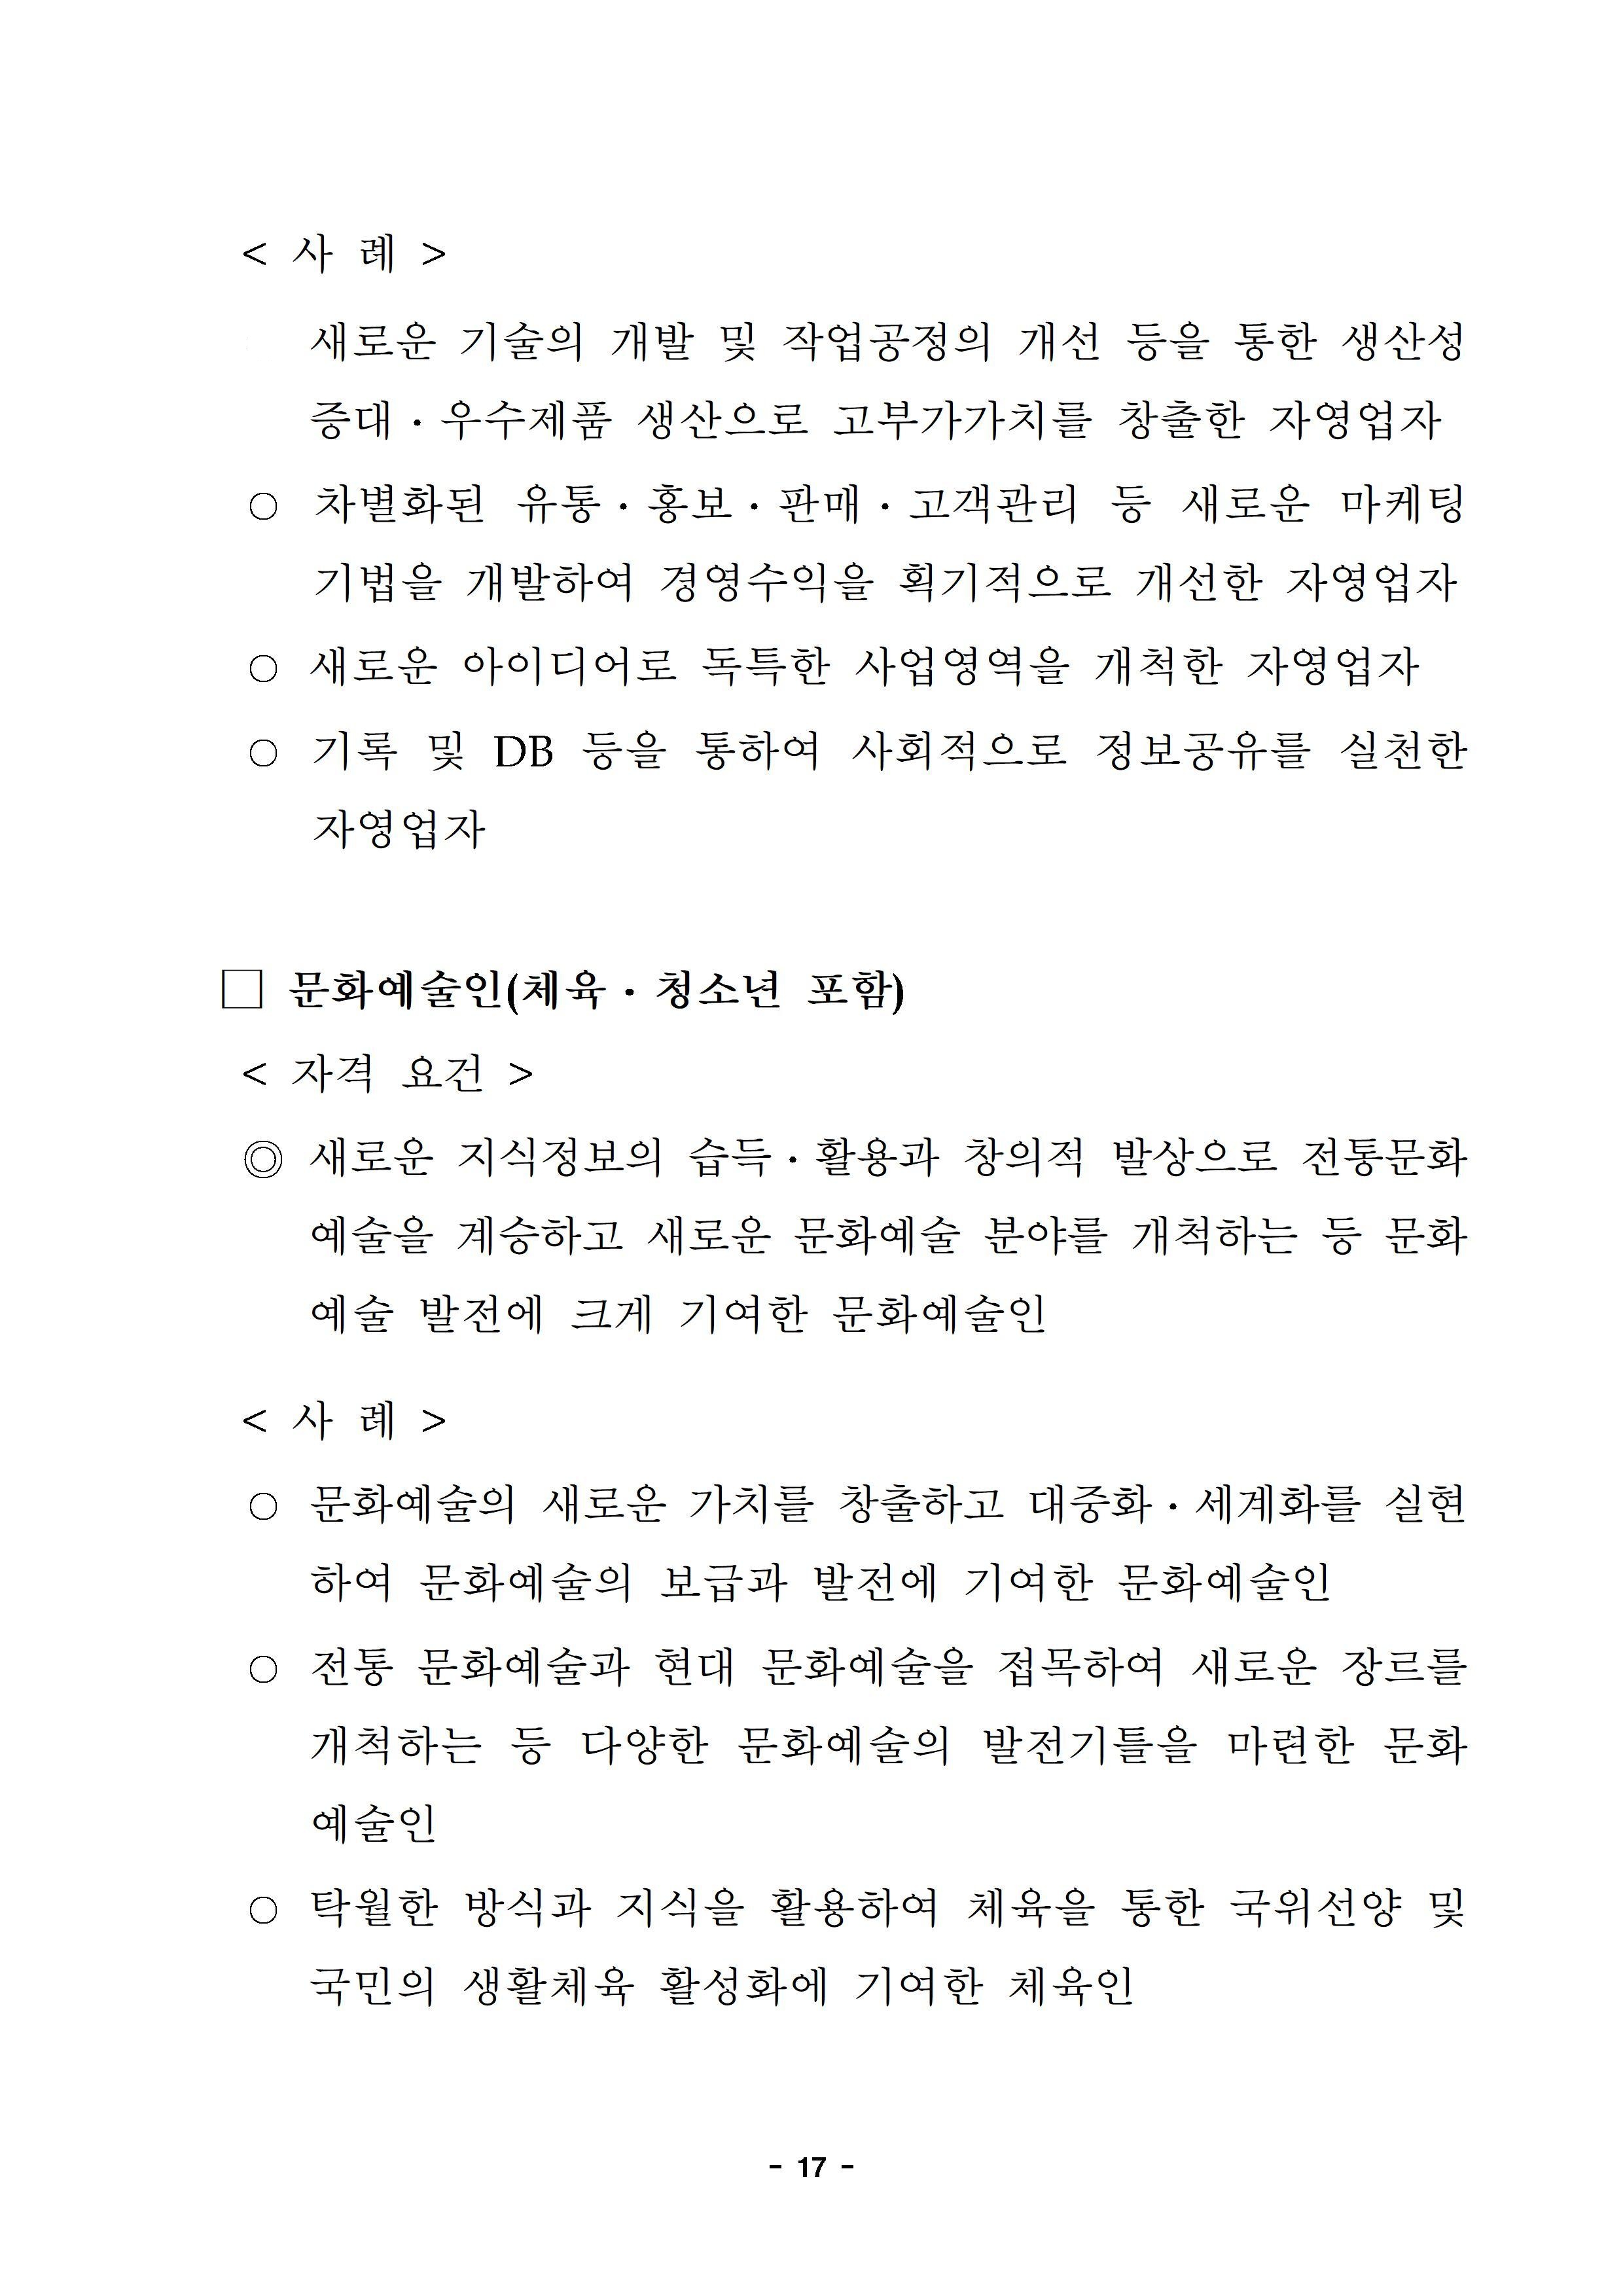 < 사 례 >
새로운 기술의 개발 및 작업공정의 개선 등을 통한 생산성
증대·우수제품 생산으로 고부가가치를 창출한 자영업자
○ 차별화된 유통·홍보·판매·고객관리 등 새로운 마케팅
기법을 개발하여 경영수익을 획기적으로 개선한 자영업자
○ 새로운 아이디어로 독특한 사업영역을 개척한 자영업자
○ 기록 및 DB 등을 통하여 사회적으로 정보공유를 실천한
자영업자
□ 문화예술인(체육·청소년 포함)
< 자격 요건 >
◎ 새로운 지식정보의 습득·활용과 창의적 발상으로 전통문화
예술을 계승하고 새로운 문화예술 분야를 개척하는 등 문화
예술 발전에 크게 기여한 문화예술인
< 사 례 >
○ 문화예술의 새로운 가치를 창출하고 대중화·세계화를 실현
하여 문화예술의 보급과 발전에 기여한 문화예술인
○ 전통 문화예술과 현대 문화예술을 접목하여 새로운 장르를
개척하는 등 다양한 문화예술의 발전기틀을 마련한 문화
예술인
○ 탁월한 방식과 지식을 활용하여 체육을 통한 국위선양 및
국민의 생활체육 활성화에 기여한 체육인
- 17 -